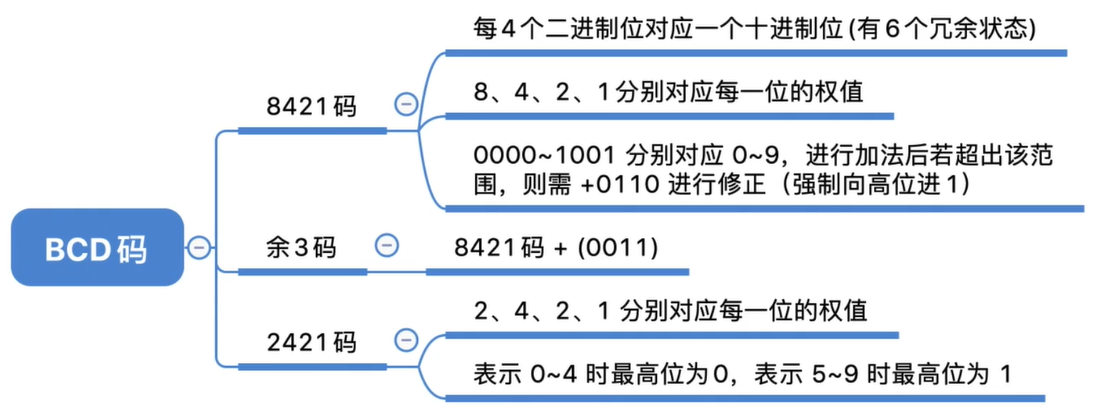 每4个二进制位对应一个十进制位(有6个冗余状态)
8421码
8、4、2、1分别对应每一位的权值
0000~1001 分别对应 0~9，进行加法后若超出该范
围，则需 +0110 进行修正（强制向高位进1）
BCD码
余3码
8421码 + (0011)
2421码
2、4、2、1 分别对应每一位的权值
表示 0~4 时最高位为0，表示 5~9 时最高位为 1